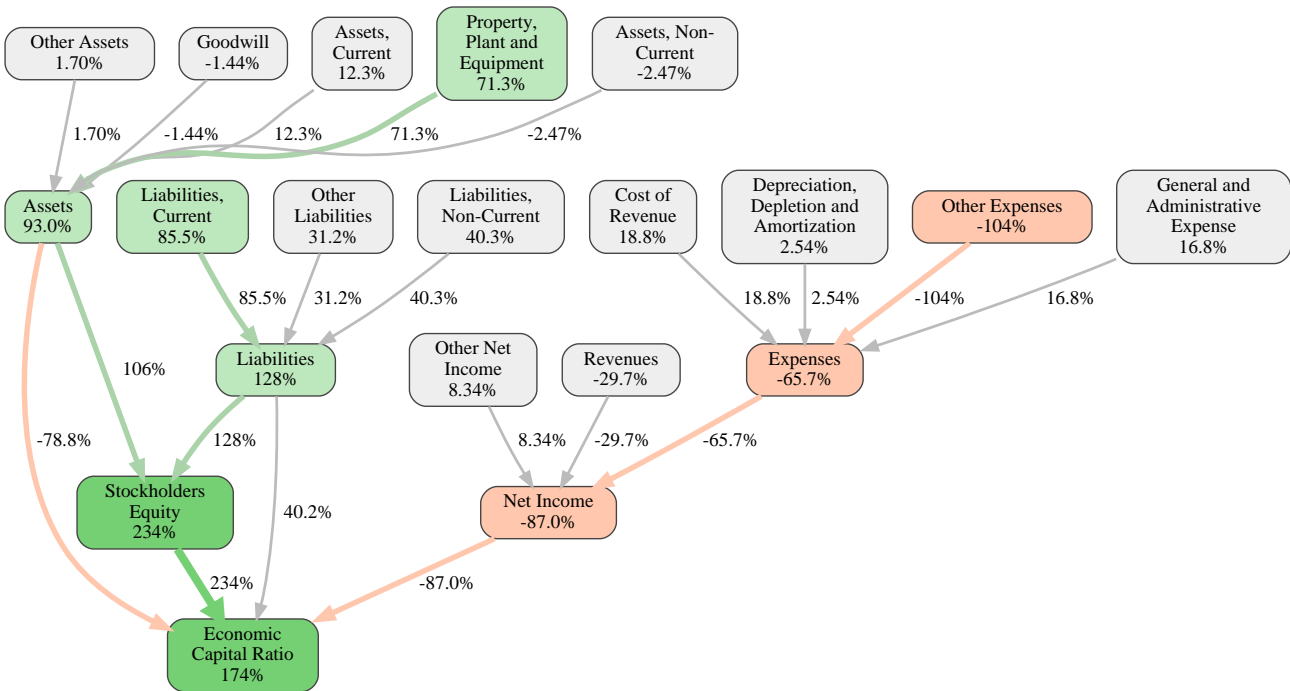 Other Assets
1.70%
Goodwill
-1.44%
Assets,
Current
12.3%
Property,
Plant and
Equipment
71.3%
Assets, Non-
Current
-2.47%
1.70%
-1.44%
12.3%
71.3%
-2.47%
Assets
93.0%
Liabilities,
Current
85.5%
Other
Liabilities
31.2%
Liabilities,
Non-Current
40.3%
Cost of
Revenue
18.8%
Depreciation,
Depletion and
Amortization
2.54%
Other Expenses
-104%
General and
Administrative
Expense
16.8%
85.5%
31.2%
40.3%
18.8%
2.54%
-104%
16.8%
106%
Liabilities
128%
Other Net
Income
8.34%
Revenues
-29.7%
Expenses
-65.7%
-78.8%
128%
8.34%
-29.7%
-65.7%
Stockholders
Equity
234%
40.2%
Net Income
-87.0%
234%
-87.0%
Economic
Capital Ratio
174%